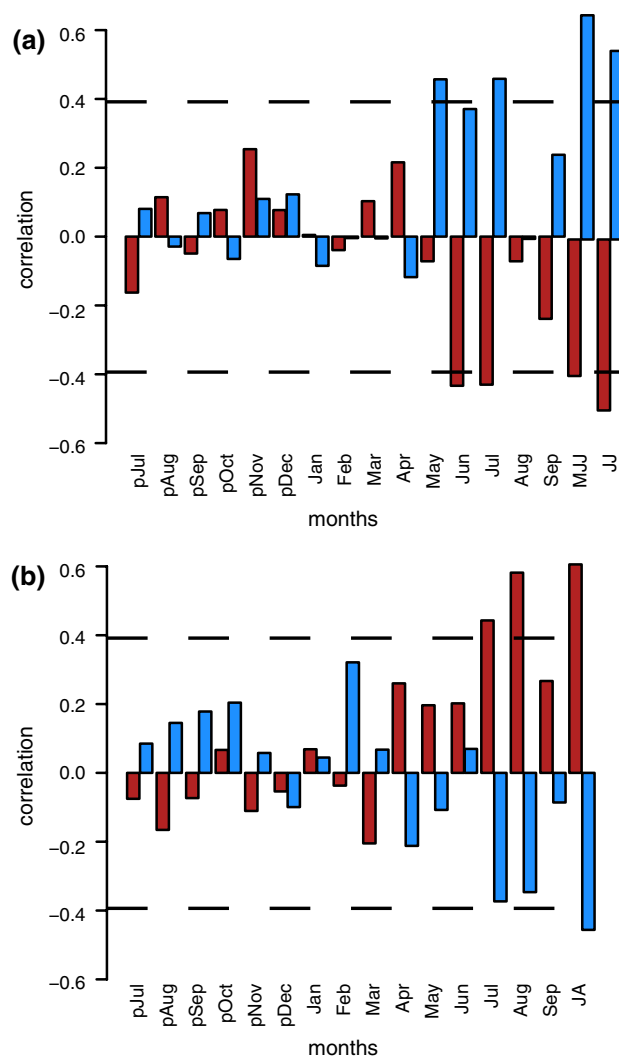 (a)
correlation
0.6
0.4
0.2
0.0
−0.2
−0.4
−0.6
pJul pAug pSep pOct pNov pDec Jan Feb Mar Apr May Jun Jul Aug Sep MJJ JJ
months
(b)
correlation
0.6
0.4
0.2
0.0
−0.2
−0.4
−0.6
pJul pAug pSep pOct pNov pDec Jan Feb Mar Apr May Jun Jul Aug Sep JA
months